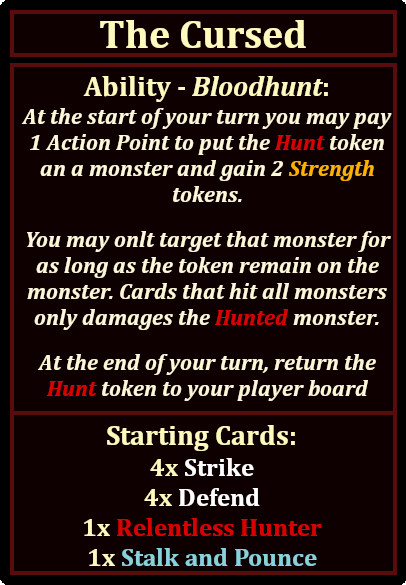 The Cursed
Ability - Bloodhunt:
At the start of your turn you may pay
1 Action Point to put the Hunt token
an a monster and gain 2 Strength
tokens.
You may onlt target that monster for
as long as the token remain on the
monster. Cards that hit all monsters
only damages the Hunted monster.
At the end of your turn, return the
Hunt token to your player board
Starting Cards:
4x Strike
4x Defend
1x Relentless Hunter
1x Stalk and Pounce